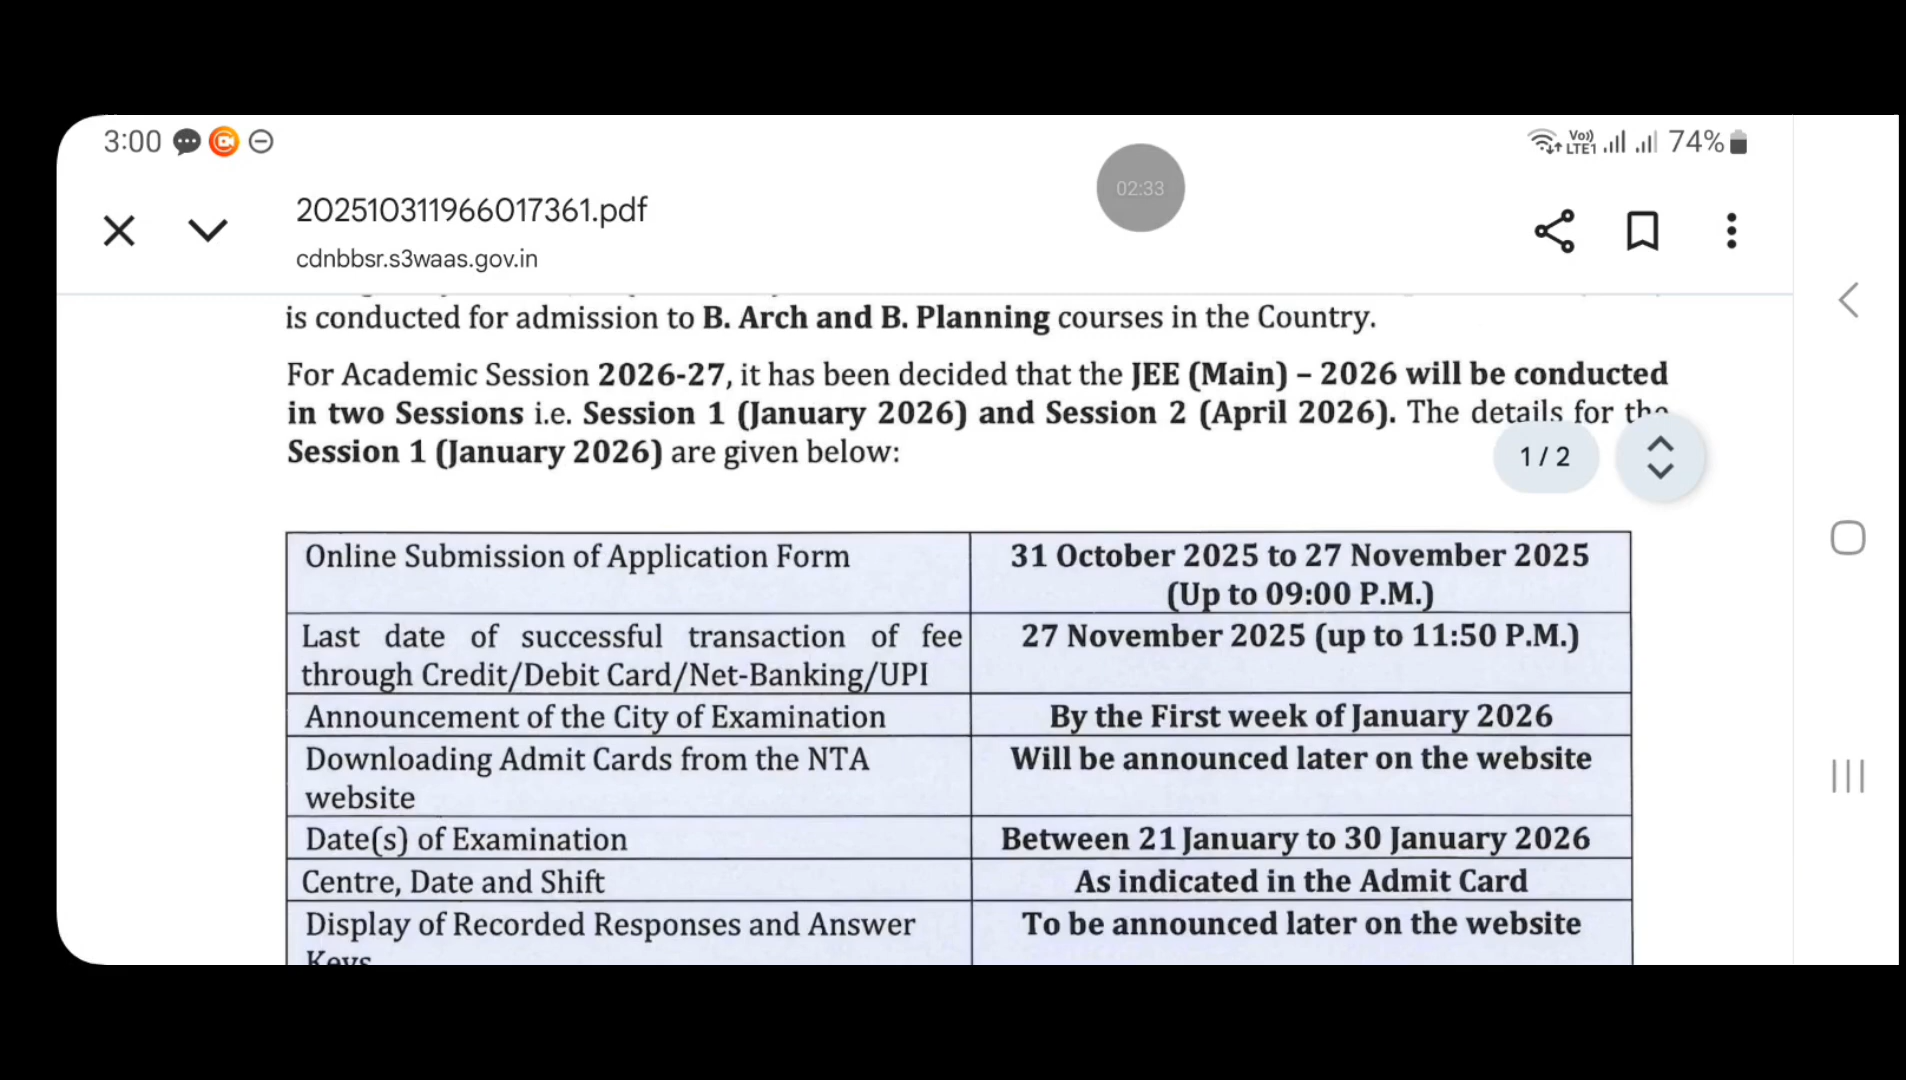 3:00
Vo))
LTE1
74%
02:33
202510311966017361.pdf
cdnbbsr.s3waas.gov.in
is conducted for admission to B. Arch and B. Planning courses in the Country.
For Academic Session 2026-27, it has been decided that the JEE (Main) – 2026 will be conducted
in two Sessions i.e. Session 1 (January 2026) and Session 2 (April 2026). The details for the
Session 1 (January 2026) are given below:
1 / 2
Online Submission of Application Form
31 October 2025 to 27 November 2025
(Up to 09:00 P.M.)
Last date of successful transaction of fee
through Credit/Debit Card/Net-Banking/UPI
27 November 2025 (up to 11:50 P.M.)
Announcement of the City of Examination
By the First week of January 2026
Downloading Admit Cards from the NTA
website
Will be announced later on the website
Date(s) of Examination
Between 21 January to 30 January 2026
Centre, Date and Shift
As indicated in the Admit Card
Display of Recorded Responses and Answer
Keys
To be announced later on the website